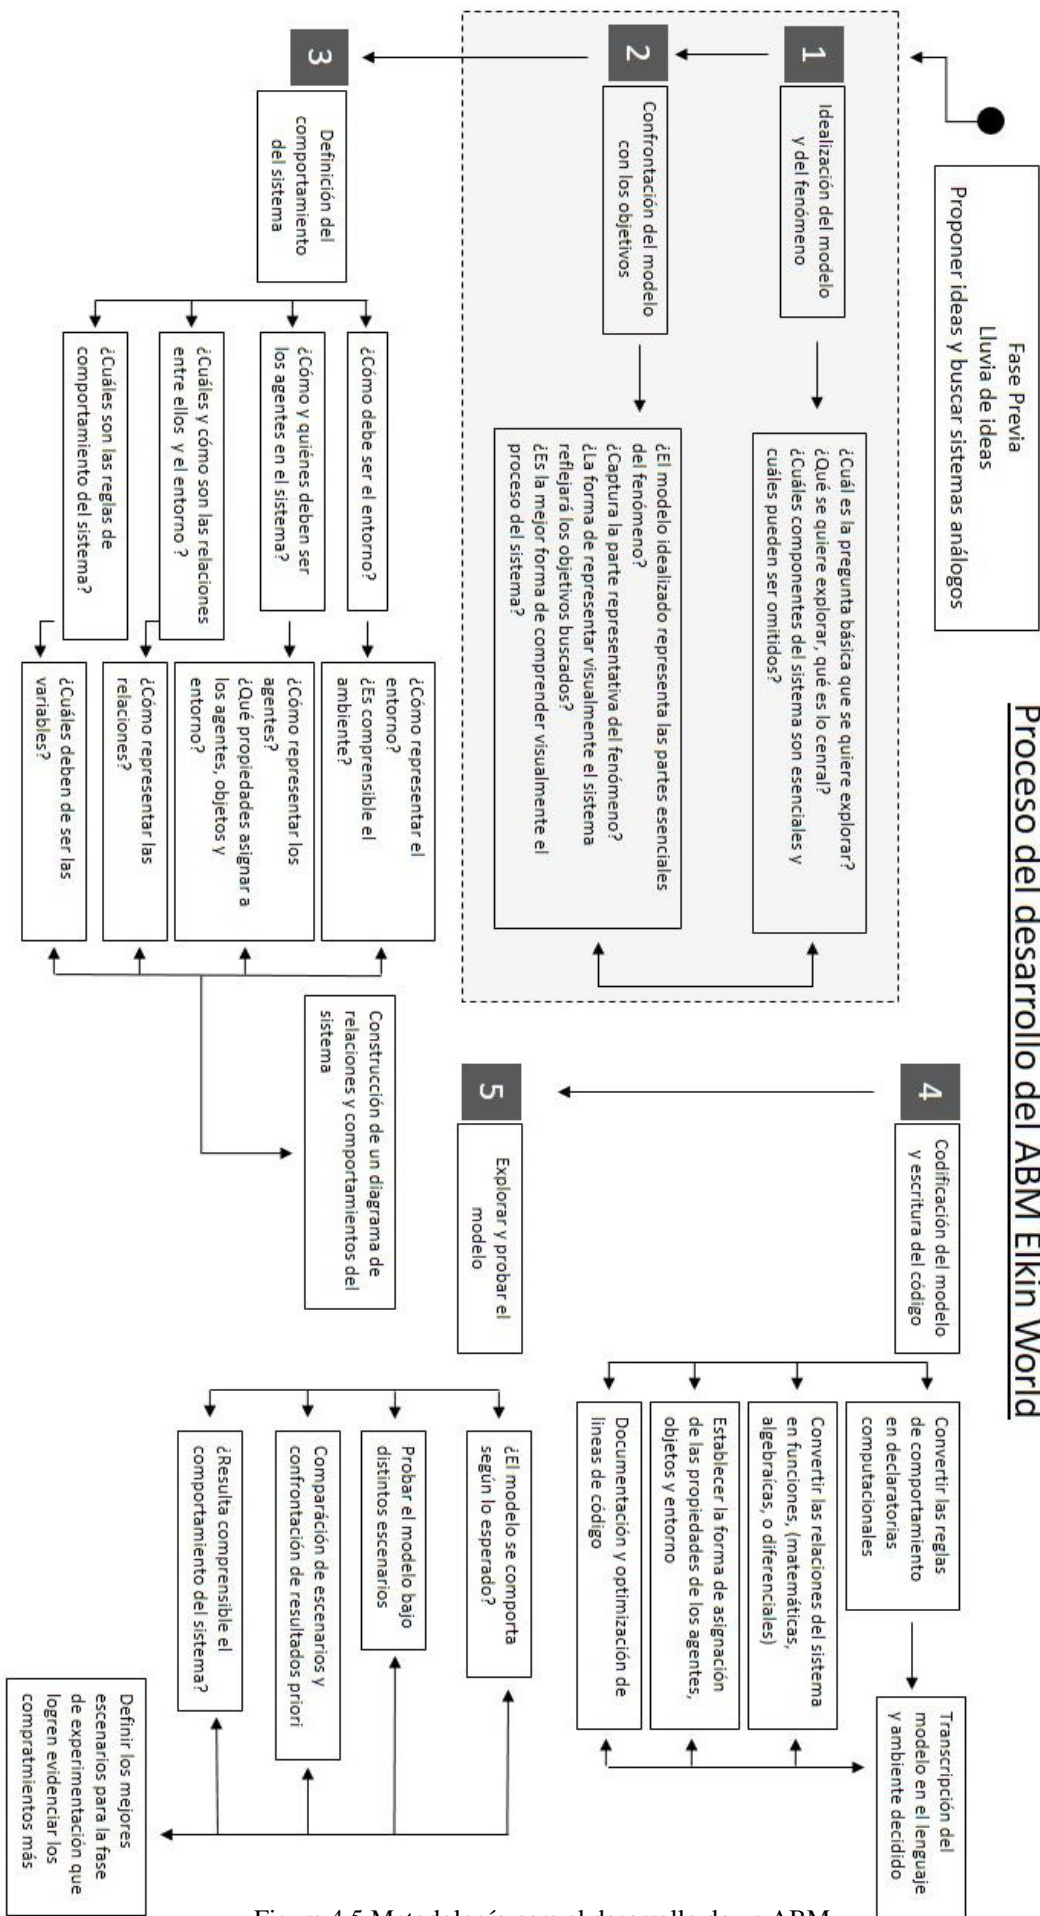 Proceso del desarrollo del ABM Elkin World
Fase Previa
Lluvia de ideas
Proponer ideas y buscar sistemas análogos
1
Idealización del modelo
y del fenómeno
¿Cuál es la pregunta básica que se quiere explorar?
¿Qué se quiere explorar, qué es lo cenral?
¿Cuáles componentes del sistema son esenciales y
cuáles pueden ser omitidos?
2
Confrontación del modelo
con los objetivos
¿El modelo idealizado representa las partes esenciales
del fenómeno?
¿Captura la parte representativa del fenómeno?
¿La forma de representar visualmente el sistema
reflejará los objetivos buscados?
¿Es la mejor forma de comprender visualmente el
proceso del sistema?
3
Definición del
comportamiento
del sistema
¿Cómo debe ser el entorno?
¿Cómo y quiénes deben ser
los agentes en el sistema?
¿Cuáles y cómo son las relaciones
entre ellos y el entorno ?
¿Cuáles son las reglas de
comportamiento del sistema?
¿Cómo representar el
entorno?
¿Es comprensible el
ambiente?
¿Cómo representar los
agentes?
¿Qué propiedades asignar a
los agentes, objetos y
entorno?
¿Cómo representar las
relaciones?
¿Cuáles deben de ser las
variables?
Construcción de un diagrama de
relaciones y comportamientos del
sistema
4
Codificación del modelo
y escritura del código
Convertir las reglas
de comportamiento
en declaratorias
computacionales
Convertir las relaciones del sistema
en funciones, (matemáticas,
algebraícas, o diferenciales)
Establecer la forma de asignación
de las propiedades de los agentes,
objetos y entorno
Documentación y optimización de
lineas de código
Transcripción del
modelo en el lenguaje
y ambiente decidido
5
Explorar y probar el
modelo
¿El modelo se comporta
según lo esperado?
Probar el modelo bajo
distintos escenarios
Comparáción de escenarios y
confrontación de resultados priori
¿Resulta comprensible el
comportamiento del sistema?
Definir los mejores
escenarios para la fase
de experimentación que
logren evidenciar los
compratmientos más